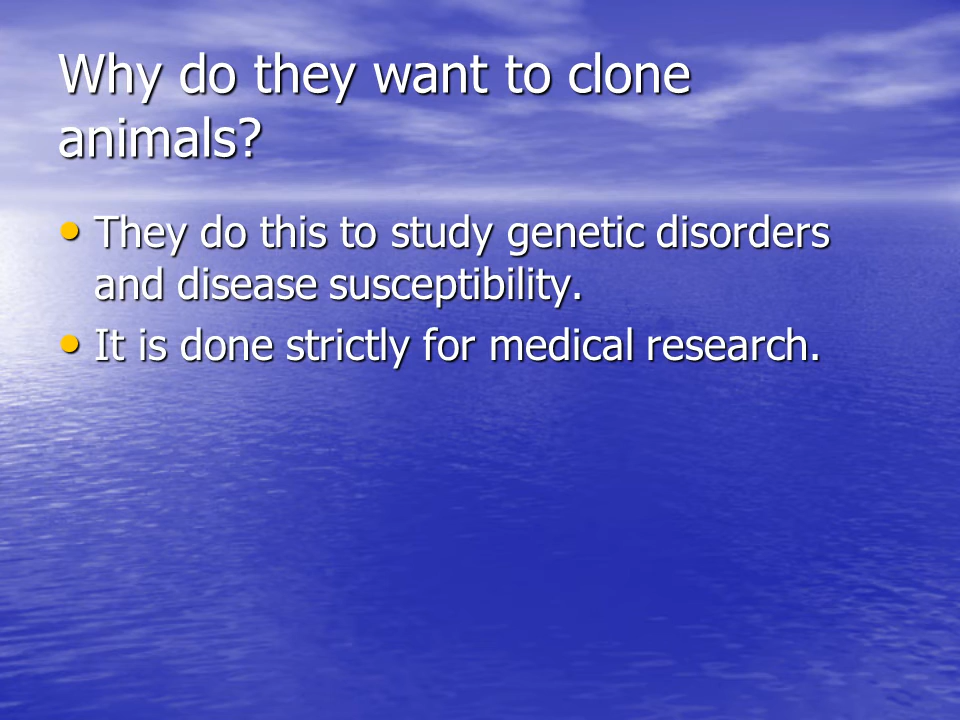 Why do they want to clone
animals?
• They do this to study genetic disorders
and disease susceptibility.
• It is done strictly for medical research.